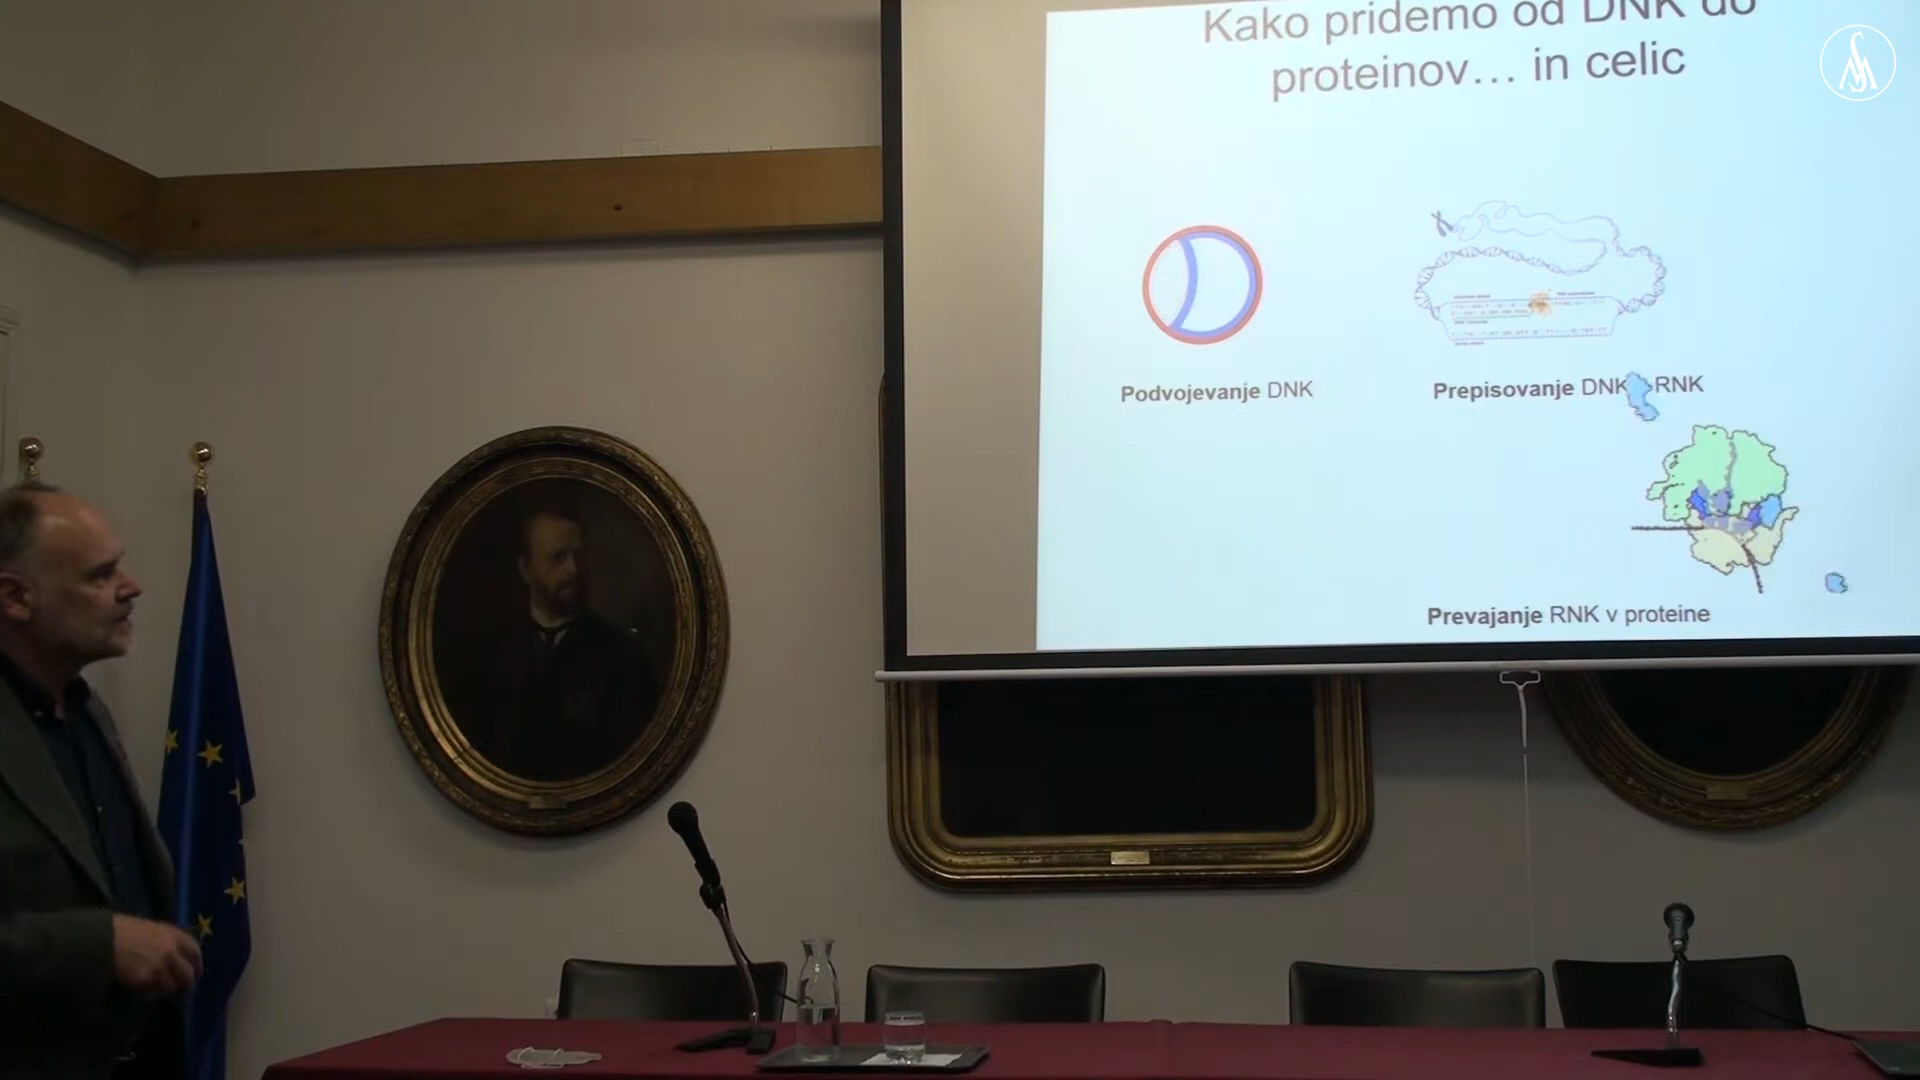 Kako pridemo od DNK do
proteinov... in celic
Podvojevanje DNK
Prepisovanje DNK RNK
Prevajanje RNK v proteine